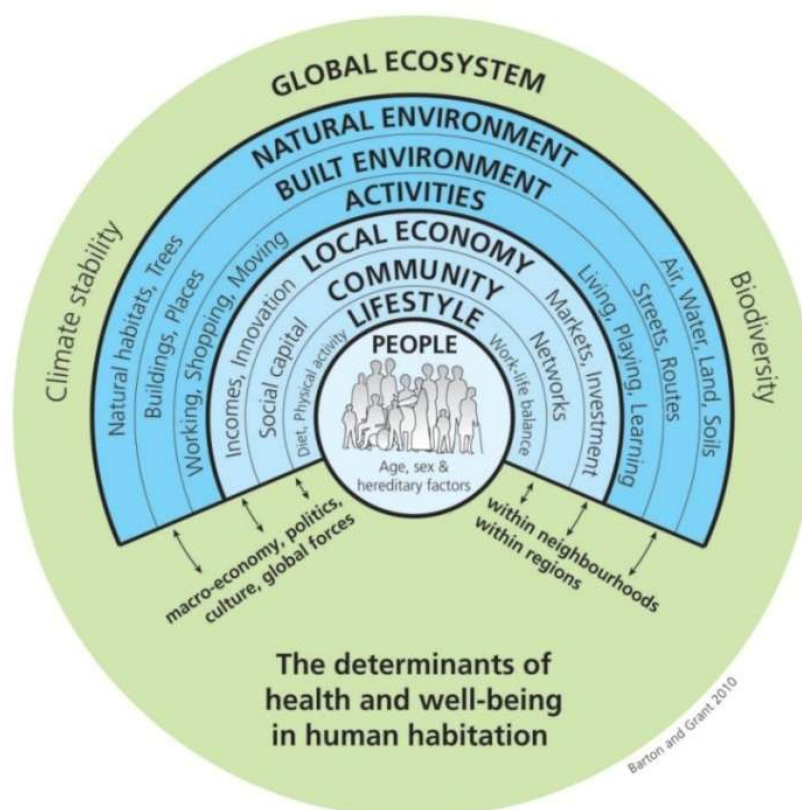 GLOBAL ECOSYSTEM
NATURAL ENVIRONMENT
BUILT ENVIRONMENT
ACTIVITIES
LOCAL ECONOMY
COMMUNITY
LIFESTYLE
PEOPLE
Age, sex &
hereditary factors
Climate stability
Natural habitats, Trees
Buildings, Places
Working, Shopping, Moving
Incomes, Innovation
Social capital
Diet, Physical activity
Work-life balance
Networks
Markets, Investment
Living, Playing, Learning
Streets, Routes
Air, Water, Land, Soils
Biodiversity
macro-economy, politics,
culture, global forces
within neighbourhoods
within regions
The determinants of
health and well-being
in human habitation
Barton and Grant 2010